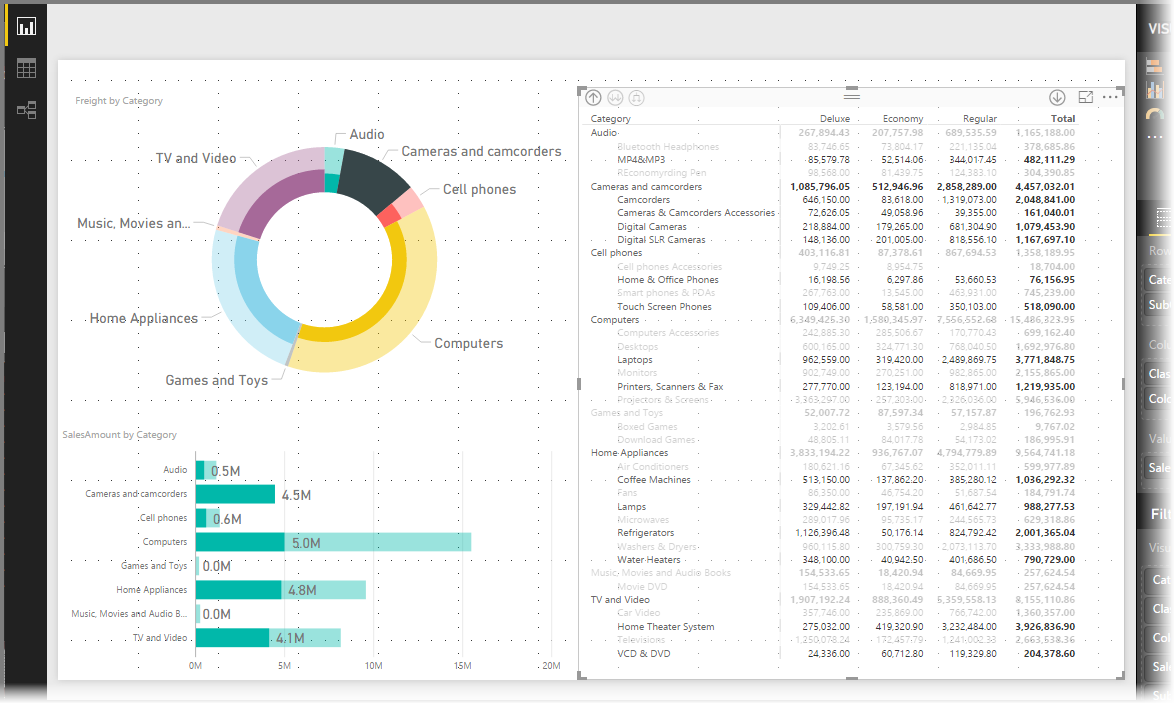 VIS
Freight by Category
Audio
Cameras and camcorders
Cell phones
Computers
Games and Toys
Home Appliances
Music, Movies an...
TV and Video
SalesAmount by Category
Audio 0.5M
Cameras and camcorders 4.5M
Cell phones 0.6M
Computers 5.0M
Games and Toys 0.0M
Home Appliances 4.8M
Music, Movies and Audio B... 0.0M
TV and Video 4.1M
0M 5M 10M 15M 20M
Category Deluxe Economy Regular Total
Audio 267,894.43 207,757.98 689,535.59 1,165,188.00
Bluetooth Headphones 83,746.65 73,804.17 221,135.04 378,685.86
MP4&MP3 85,579.78 52,514.06 344,017.45 482,111.29
REconomyrding Pen 98,568.00 81,439.75 124,383.10 304,390.85
Cameras and camcorders 1,085,796.05 512,946.96 2,858,289.00 4,457,032.01
Camcorders 646,150.00 83,618.00 1,319,073.00 2,048,841.00
Cameras & Camcorders Accessories 72,626.05 49,058.96 39,355.00 161,040.01
Digital Cameras 218,884.00 179,265.00 681,304.90 1,079,453.90
Digital SLR Cameras 148,136.00 201,005.00 818,556.10 1,167,697.10
Cell phones 403,116.81 87,378.61 867,694.53 1,358,189.95
Cell phones Accessories 9,749.25 8,954.75 18,704.00
Home & Office Phones 16,198.56 6,297.86 53,660.53 76,156.95
Smart phones & PDAs 267,763.00 13,545.00 463,931.00 745,239.00
Touch Screen Phones 109,406.00 58,581.00 350,103.00 518,090.00
Computers 6,349,425.30 1,580,345.97 7,556,552.68 15,486,323.95
Computers Accessories 242,885.30 285,506.67 170,770.43 699,162.40
Desktops 600,165.00 324,771.30 768,040.50 1,692,976.80
Laptops 962,559.00 319,420.00 2,489,869.75 3,771,848.75
Monitors 902,749.00 270,251.00 982,865.00 2,155,865.00
Printers, Scanners & Fax 277,770.00 123,194.00 818,971.00 1,219,935.00
Projectors & Screens 3,363,297.00 257,203.00 2,326,036.00 5,946,536.00
Games and Toys 52,007.72 87,597.34 57,157.87 196,762.93
Boxed Games 3,202.61 3,579.56 2,984.85 9,767.02
Download Games 48,805.11 84,017.78 54,173.02 186,995.91
Home Appliances 3,833,194.22 936,767.07 4,794,779.89 9,564,741.18
Air Conditioners 180,621.16 67,345.62 352,011.11 599,977.89
Coffee Machines 513,150.00 137,862.20 385,280.12 1,036,292.32
Fans 86,350.00 46,754.20 51,687.54 184,791.74
Lamps 329,442.82 197,191.94 461,642.77 988,277.53
Microwaves 289,017.96 95,735.17 244,565.73 629,318.86
Refrigerators 1,126,396.48 50,176.14 824,792.42 2,001,365.04
Washers & Dryers 960,115.80 300,759.30 2,073,113.70 3,333,988.80
Water Heaters 348,100.00 40,942.50 401,686.50 790,729.00
Music, Movies and Audio Books 154,533.65 18,420.94 84,669.95 257,624.54
Movie DVD 154,533.65 18,420.94 84,669.95 257,624.54
TV and Video 1,907,192.24 888,360.49 5,359,558.13 8,155,110.86
Car Video 357,746.00 235,869.00 766,742.00 1,360,357.00
Home Theater System 275,032.00 419,320.90 3,232,484.00 3,926,836.90
Televisions 1,250,078.24 172,457.79 1,241,002.33 2,663,538.36
VCD & DVD 24,336.00 60,712.80 119,329.80 204,378.60
Row
Cate
Sub
Colu
Clas
Colo
Valu
Sale
Filt
Visu
Cat
Cla
Col
Sal
Sub